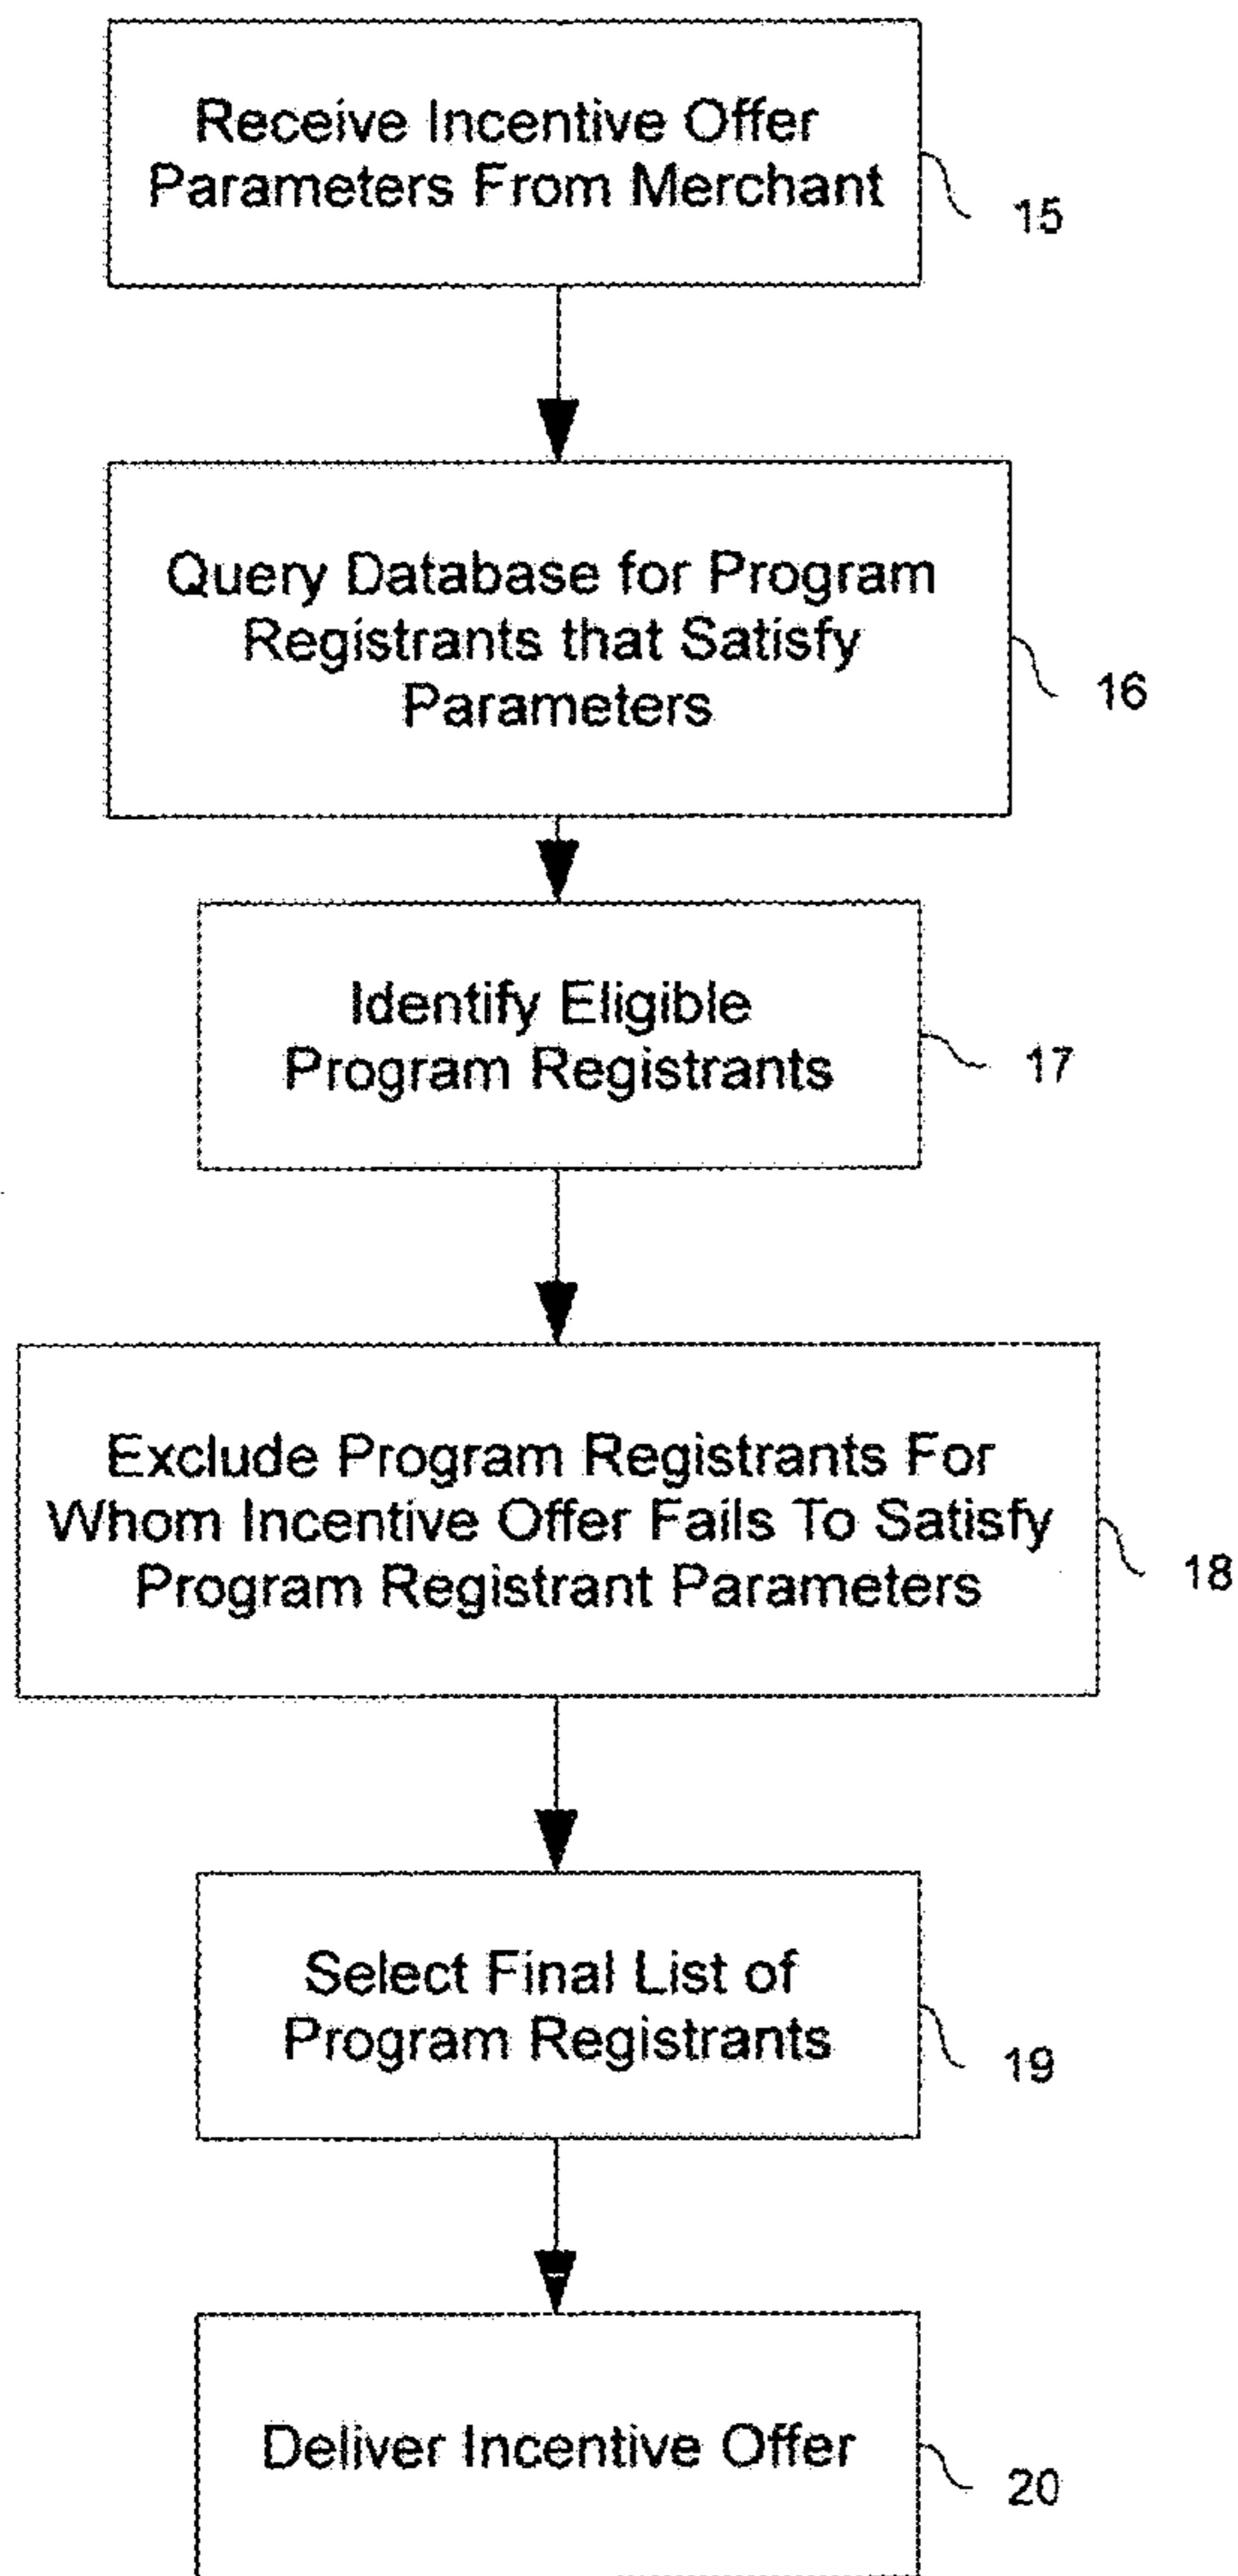 Receive Incentive Offer
Parameters From Merchant
15
Query Database for Program
Registrants that Satisfy
Parameters
16
Identify Eligible
Program Registrants
17
Exclude Program Registrants For
Whom Incentive Offer Fails To Satisfy
Program Registrant Parameters
18
Select Final List of
Program Registrants
19
Deliver Incentive Offer
20